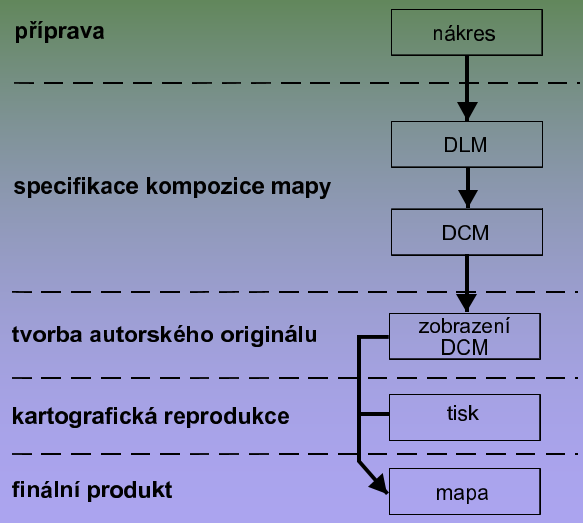 příprava
nákres
DLM
specifikace kompozice mapy
DCM
tvorba autorského originálu
zobrazení
DCM
kartografická reprodukce
tisk
finální produkt
mapa